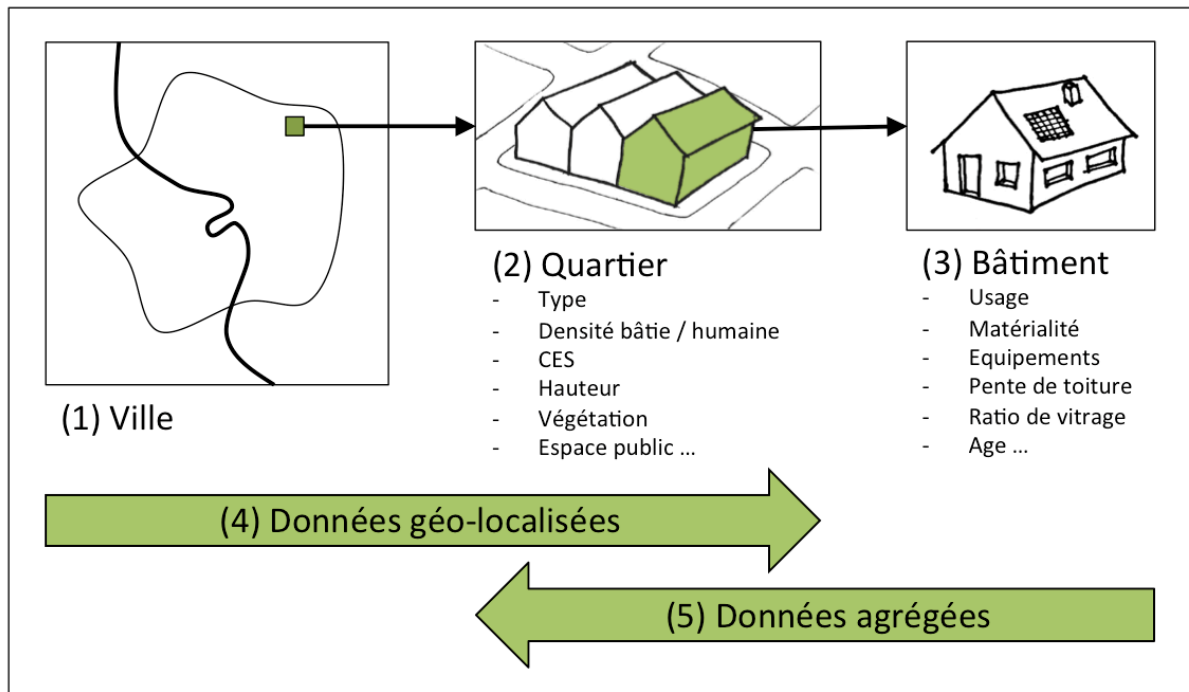 (1) Ville
(2) Quartier
- Type
- Densité bâtie / humaine
- CES
- Hauteur
- Végétation
- Espace public ...
(3) Bâtiment
- Usage
- Matérialité
- Equipements
- Pente de toiture
- Ratio de vitrage
- Age ...
(4) Données géo-localisées
(5) Données agrégées